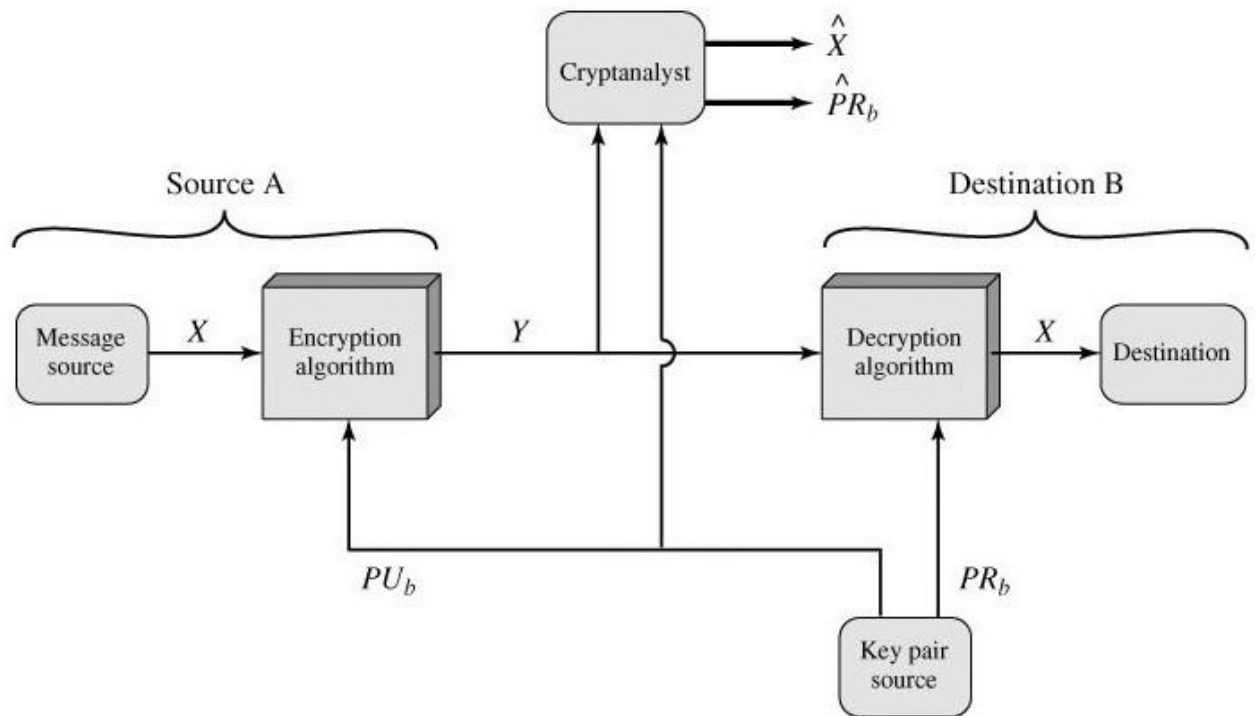 X̂
Cryptanalyst
P̂R_b
Source A
Destination B
Message
source
X
Encryption
algorithm
Y
Decryption
algorithm
X
Destination
PU_b
PR_b
Key pair
source